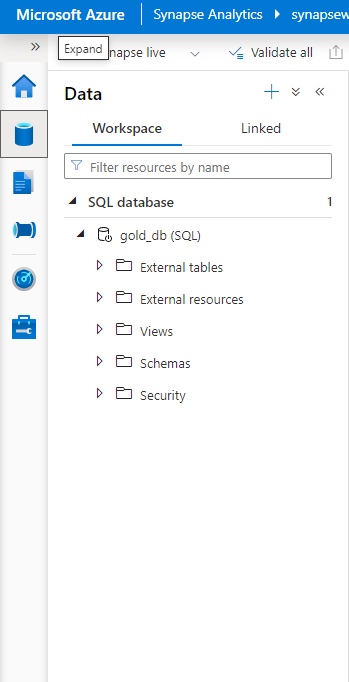 Microsoft Azure Synapse Analytics synapsew
»
Expand
napse live Validate all
Data
Workspace Linked
Filter resources by name
SQL database 1
gold_db (SQL)
External tables
External resources
Views
Schemas
Security